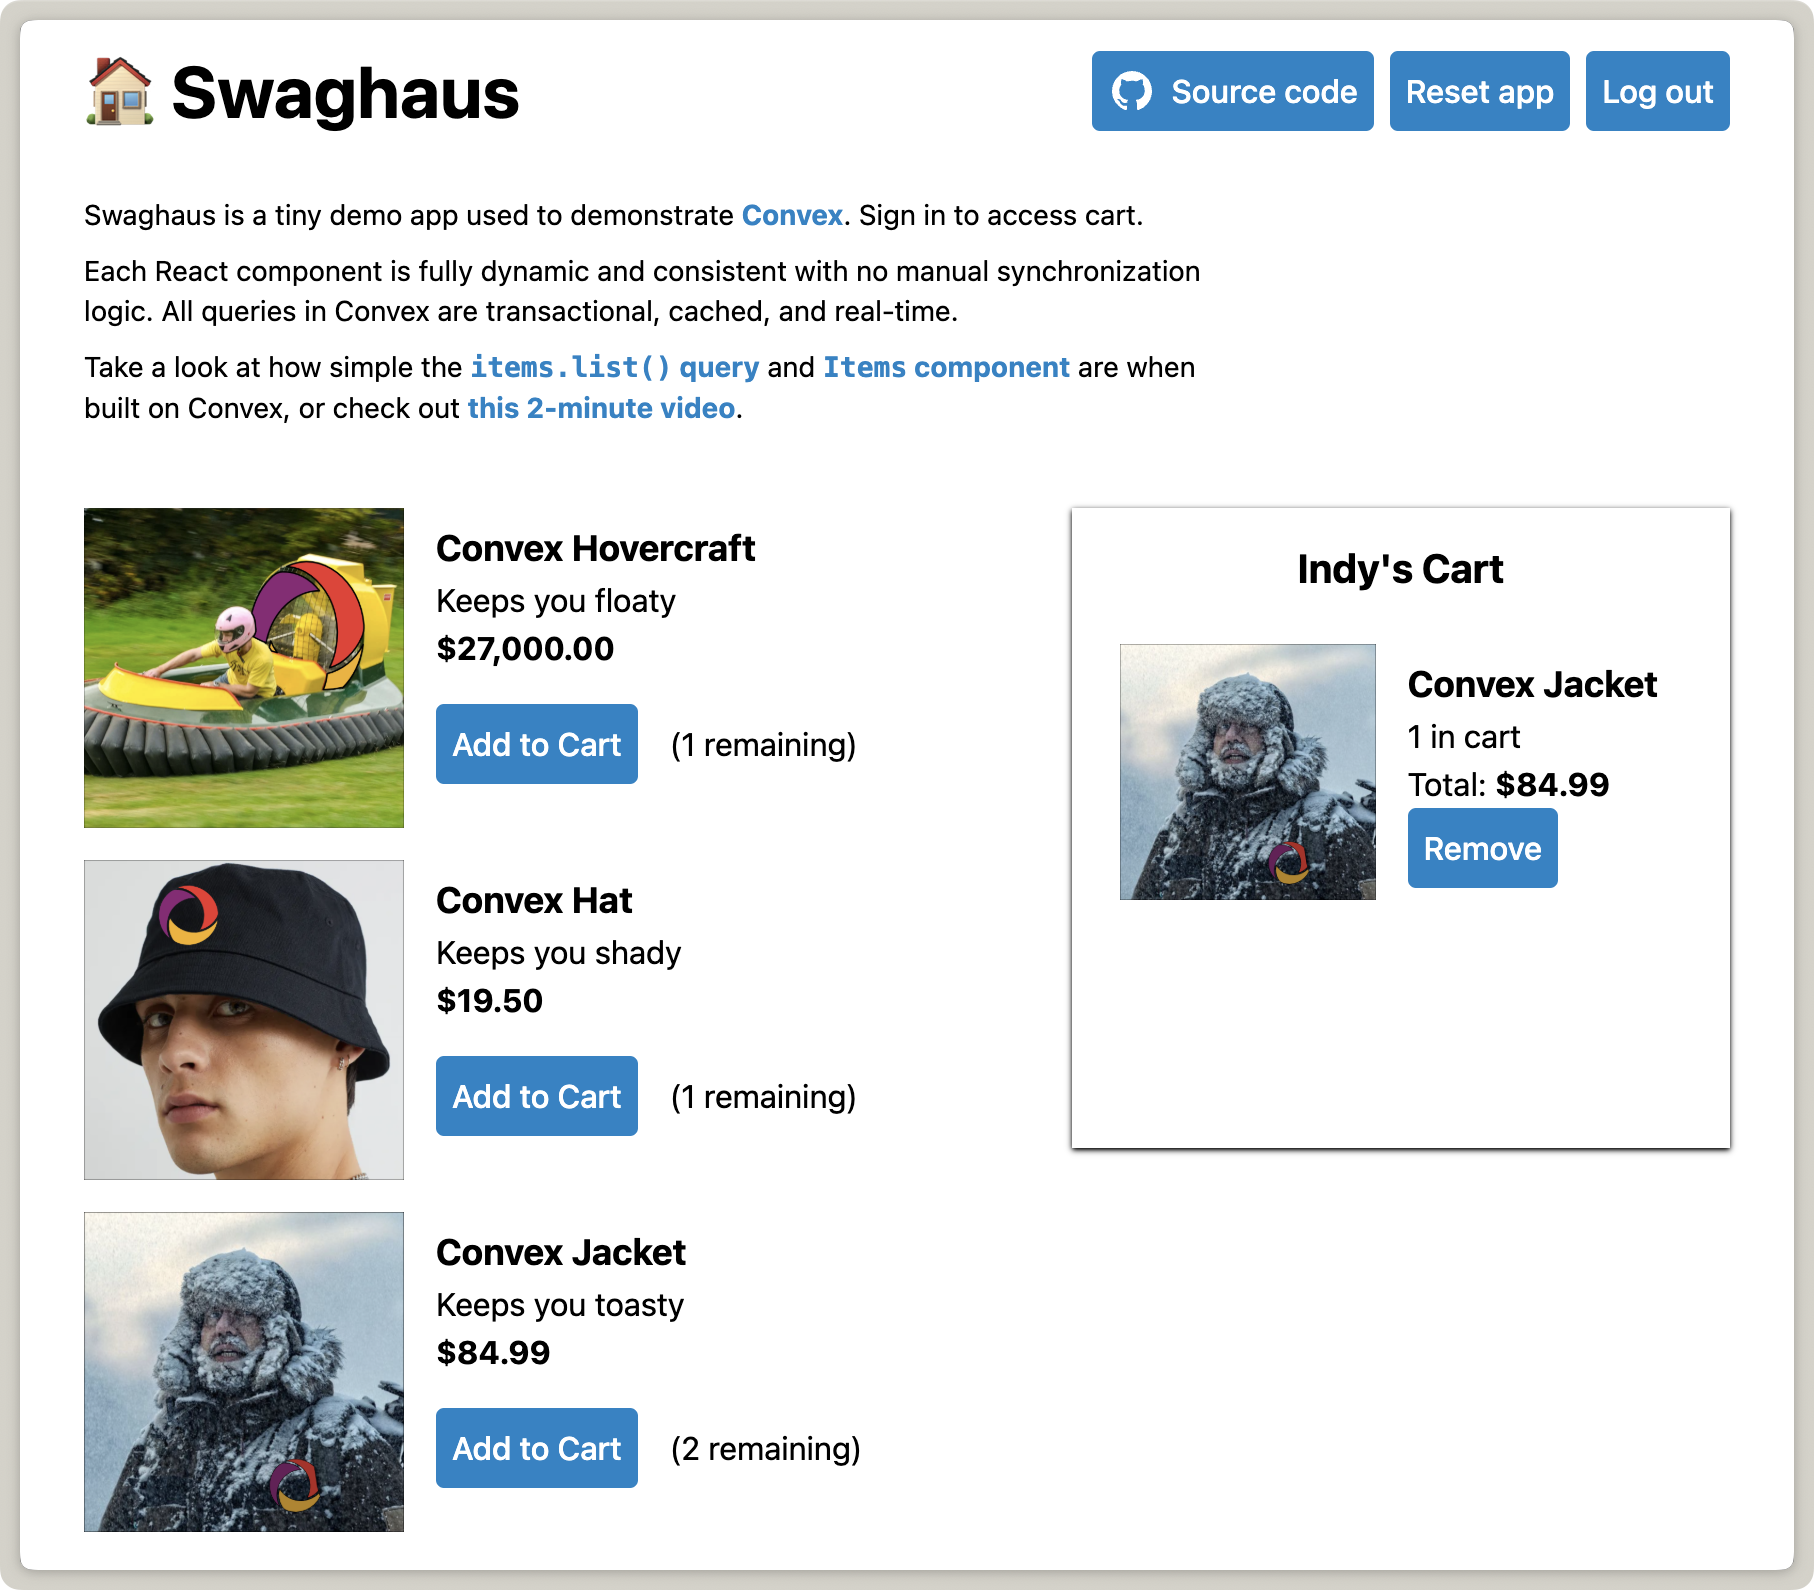 Swaghaus
Source code
Reset app
Log out
Swaghaus is a tiny demo app used to demonstrate Convex. Sign in to access cart.
Each React component is fully dynamic and consistent with no manual synchronization
logic. All queries in Convex are transactional, cached, and real-time.
Take a look at how simple the items.list() query and Items component are when
built on Convex, or check out this 2-minute video.
Convex Hovercraft
Keeps you floaty
$27,000.00
Add to Cart
(1 remaining)
Convex Hat
Keeps you shady
$19.50
Add to Cart
(1 remaining)
Convex Jacket
Keeps you toasty
$84.99
Add to Cart
(2 remaining)
Indy's Cart
Convex Jacket
1 in cart
Total: $84.99
Remove